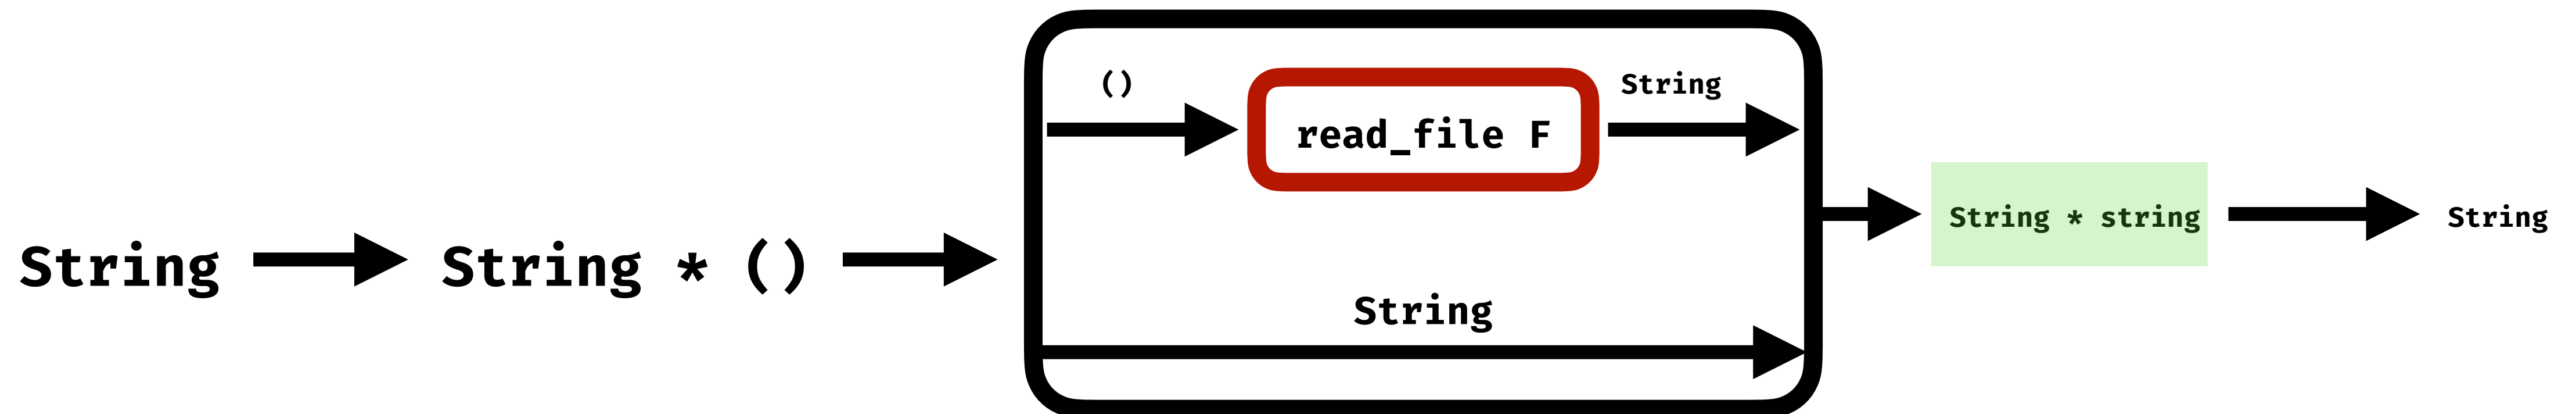 String
String * ()
()
read_file F
String
String
String * string
String